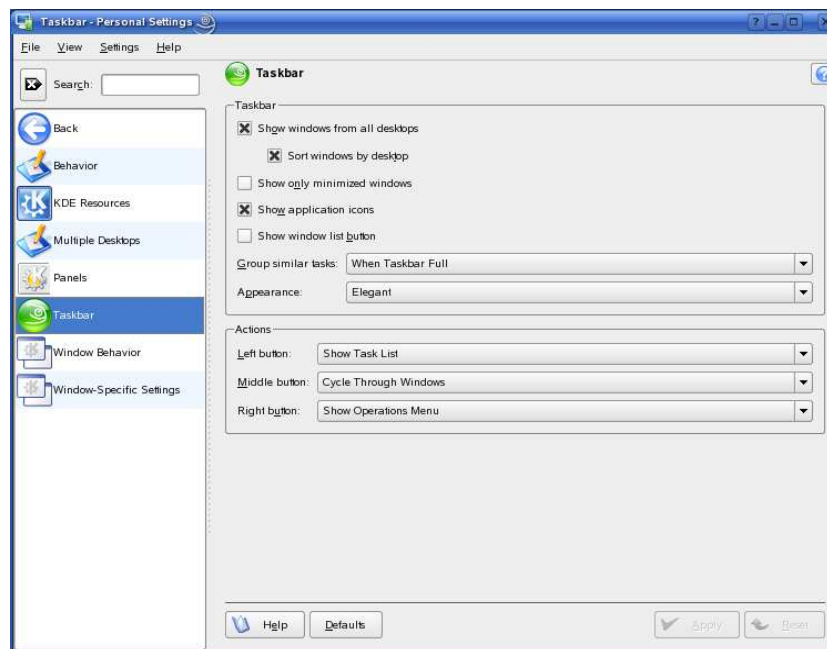 Taskbar - Personal Settings
File View Settings Help
Search:
Back
Behavior
KDE Resources
Multiple Desktops
Panels
Taskbar
Window Behavior
Window-Specific Settings
Taskbar
Taskbar
Show windows from all desktops
Sort windows by desktop
Show only minimized windows
Show application icons
Show window list button
Group similar tasks: When Taskbar Full
Appearance: Elegant
Actions
Left button: Show Task List
Middle button: Cycle Through Windows
Right button: Show Operations Menu
Help Defaults Apply Reset